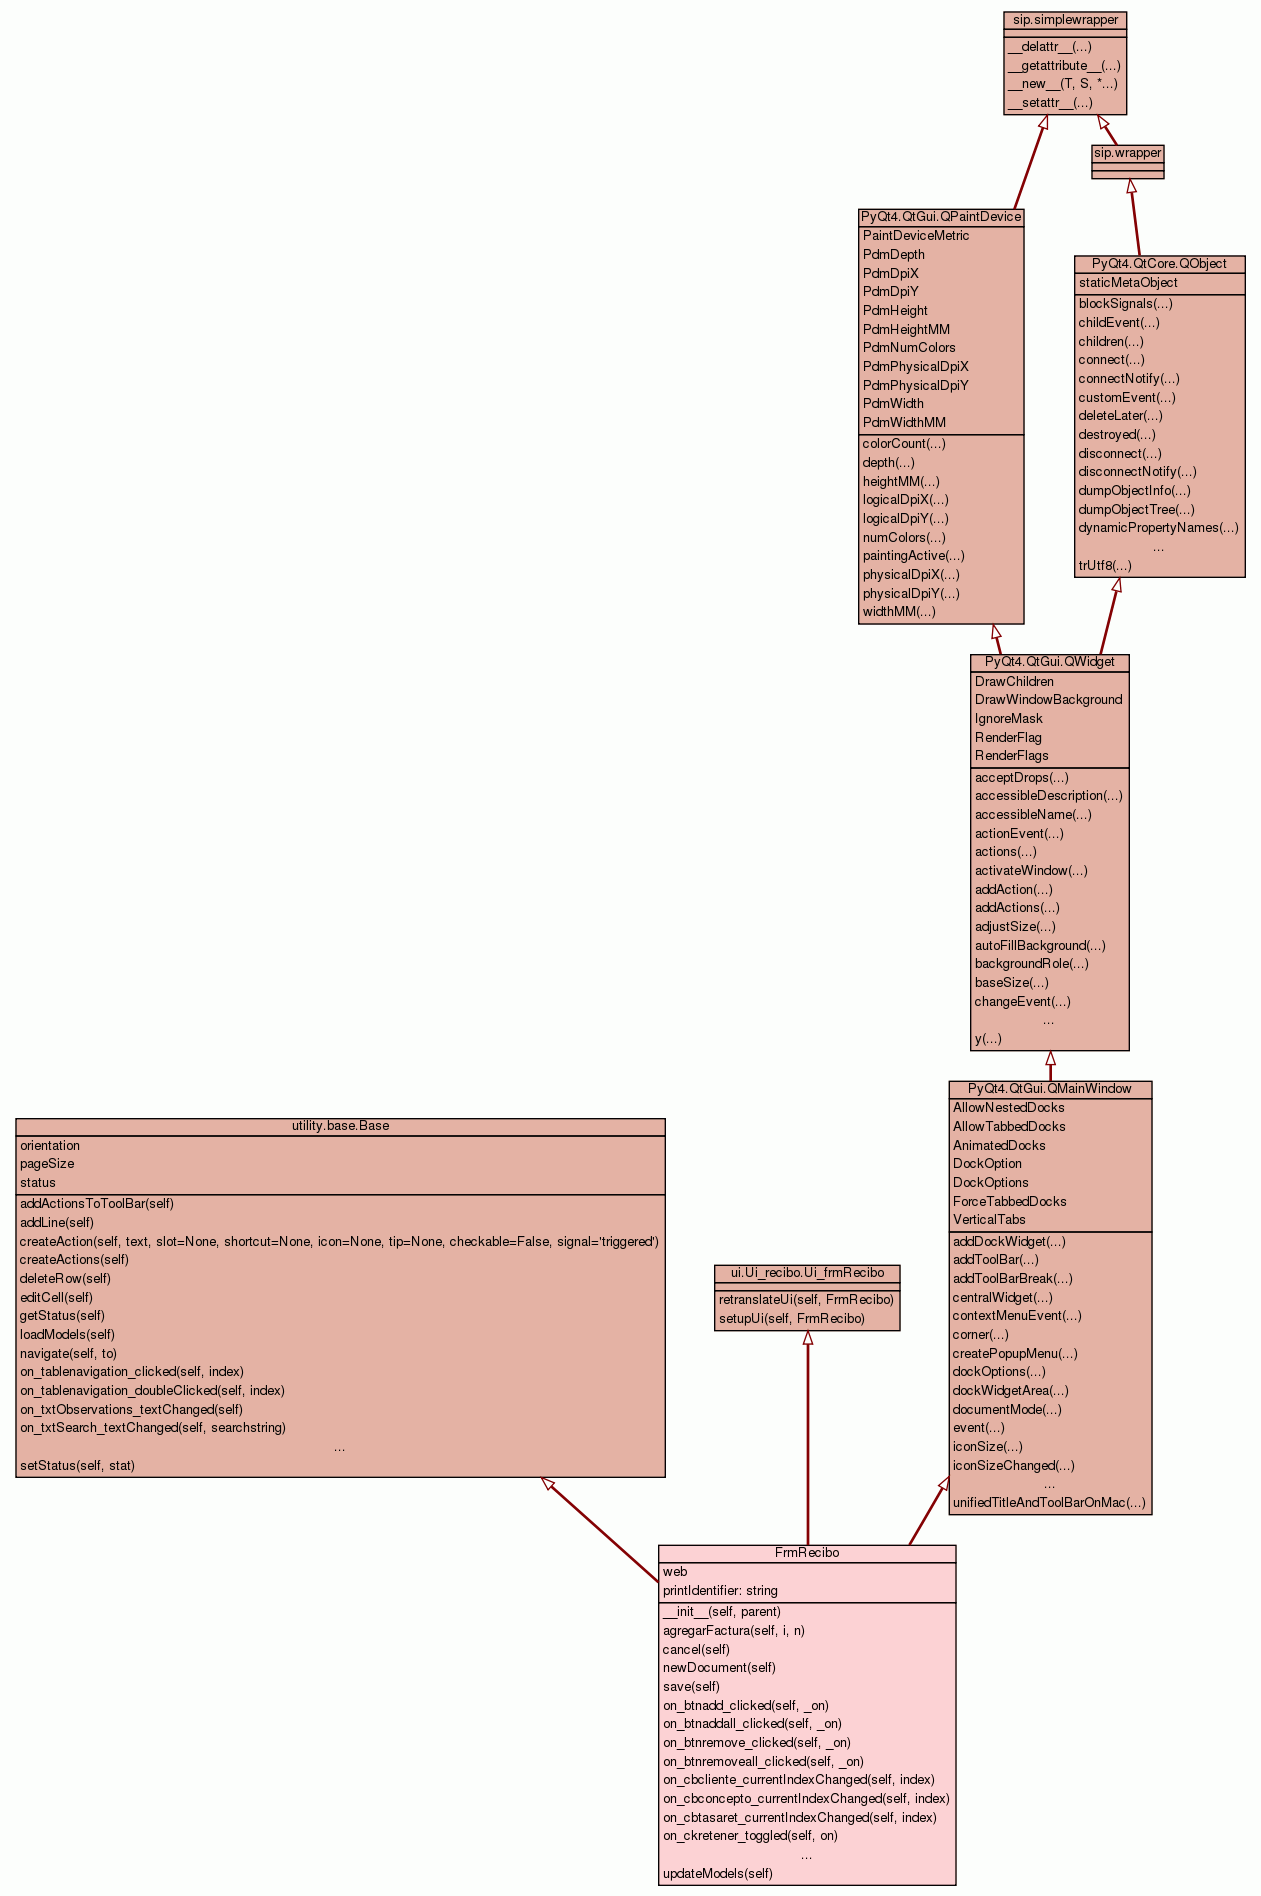 sip.simplewrapper
__delattr__(...)
__getattribute__(...)
__new__(T, S, *...)
__setattr__(...)
sip.wrapper
PyQt4.QtGui.QPaintDevice
PaintDeviceMetric
PdmDepth
PdmDpiX
PdmDpiY
PdmHeight
PdmHeightMM
PdmNumColors
PdmPhysicalDpiX
PdmPhysicalDpiY
PdmWidth
PdmWidthMM
colorCount(...)
depth(...)
heightMM(...)
logicalDpiX(...)
logicalDpiY(...)
numColors(...)
paintingActive(...)
physicalDpiX(...)
physicalDpiY(...)
widthMM(...)
PyQt4.QtCore.QObject
staticMetaObject
blockSignals(...)
childEvent(...)
children(...)
connect(...)
connectNotify(...)
customEvent(...)
deleteLater(...)
destroyed(...)
disconnect(...)
disconnectNotify(...)
dumpObjectInfo(...)
dumpObjectTree(...)
dynamicPropertyNames(...)
...
trUtf8(...)
PyQt4.QtGui.QWidget
DrawChildren
DrawWindowBackground
IgnoreMask
RenderFlag
RenderFlags
acceptDrops(...)
accessibleDescription(...)
accessibleName(...)
actionEvent(...)
actions(...)
activateWindow(...)
addAction(...)
addActions(...)
adjustSize(...)
autoFillBackground(...)
backgroundRole(...)
baseSize(...)
changeEvent(...)
...
y(...)
PyQt4.QtGui.QMainWindow
AllowNestedDocks
AllowTabbedDocks
AnimatedDocks
DockOption
DockOptions
ForceTabbedDocks
VerticalTabs
addDockWidget(...)
addToolBar(...)
addToolBarBreak(...)
centralWidget(...)
contextMenuEvent(...)
corner(...)
createPopupMenu(...)
dockOptions(...)
dockWidgetArea(...)
documentMode(...)
event(...)
iconSize(...)
iconSizeChanged(...)
...
unifiedTitleAndToolBarOnMac(...)
utility.base.Base
orientation
pageSize
status
addActionsToToolBar(self)
addLine(self)
createAction(self, text, slot=None, shortcut=None, icon=None, tip=None, checkable=False, signal='triggered')
createActions(self)
deleteRow(self)
editCell(self)
getStatus(self)
loadModels(self)
navigate(self, to)
on_tablenavigation_clicked(self, index)
on_tablenavigation_doubleClicked(self, index)
on_txtObservations_textChanged(self)
on_txtSearch_textChanged(self, searchstring)
...
setStatus(self, stat)
ui.Ui_recibo.Ui_frmRecibo
retranslateUi(self, FrmRecibo)
setupUi(self, FrmRecibo)
FrmRecibo
web
printIdentifier: string
__init__(self, parent)
agregarFactura(self, i, n)
cancel(self)
newDocument(self)
save(self)
on_btnadd_clicked(self, _on)
on_btnaddall_clicked(self, _on)
on_btnremove_clicked(self, _on)
on_btnremoveall_clicked(self, _on)
on_cbcliente_currentIndexChanged(self, index)
on_cbconcepto_currentIndexChanged(self, index)
on_cbtasaret_currentIndexChanged(self, index)
on_ckretener_toggled(self, on)
...
updateModels(self)